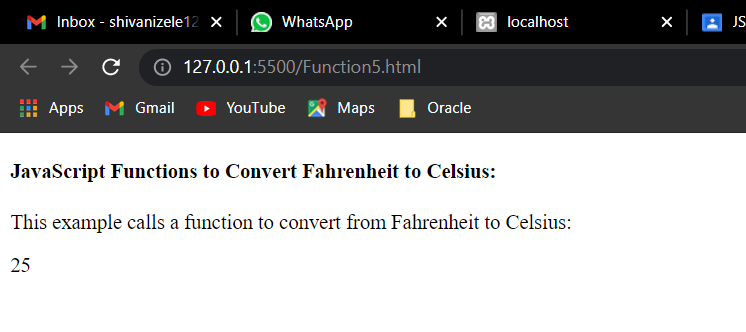 Inbox - shivanizele12
WhatsApp
localhost
JS
127.0.0.1:5500/Function5.html
Apps
Gmail
YouTube
Maps
Oracle
JavaScript Functions to Convert Fahrenheit to Celsius:
This example calls a function to convert from Fahrenheit to Celsius:
25